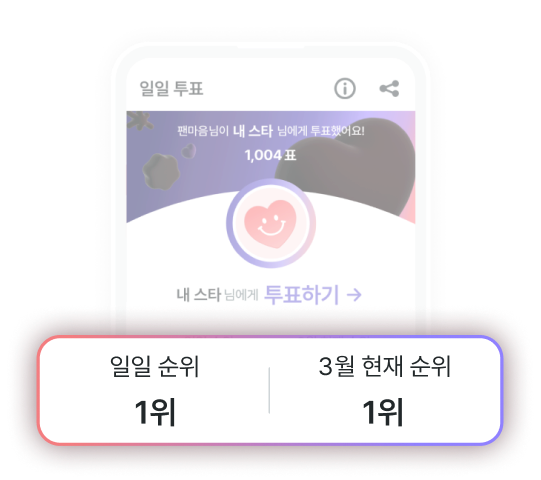 일일 투표
팬마음님이 내 스타 님에게 투표했어요!
1,004 표
내 스타 님에게 투표하기 →
일일 순위
1위
3월 현재 순위
1위